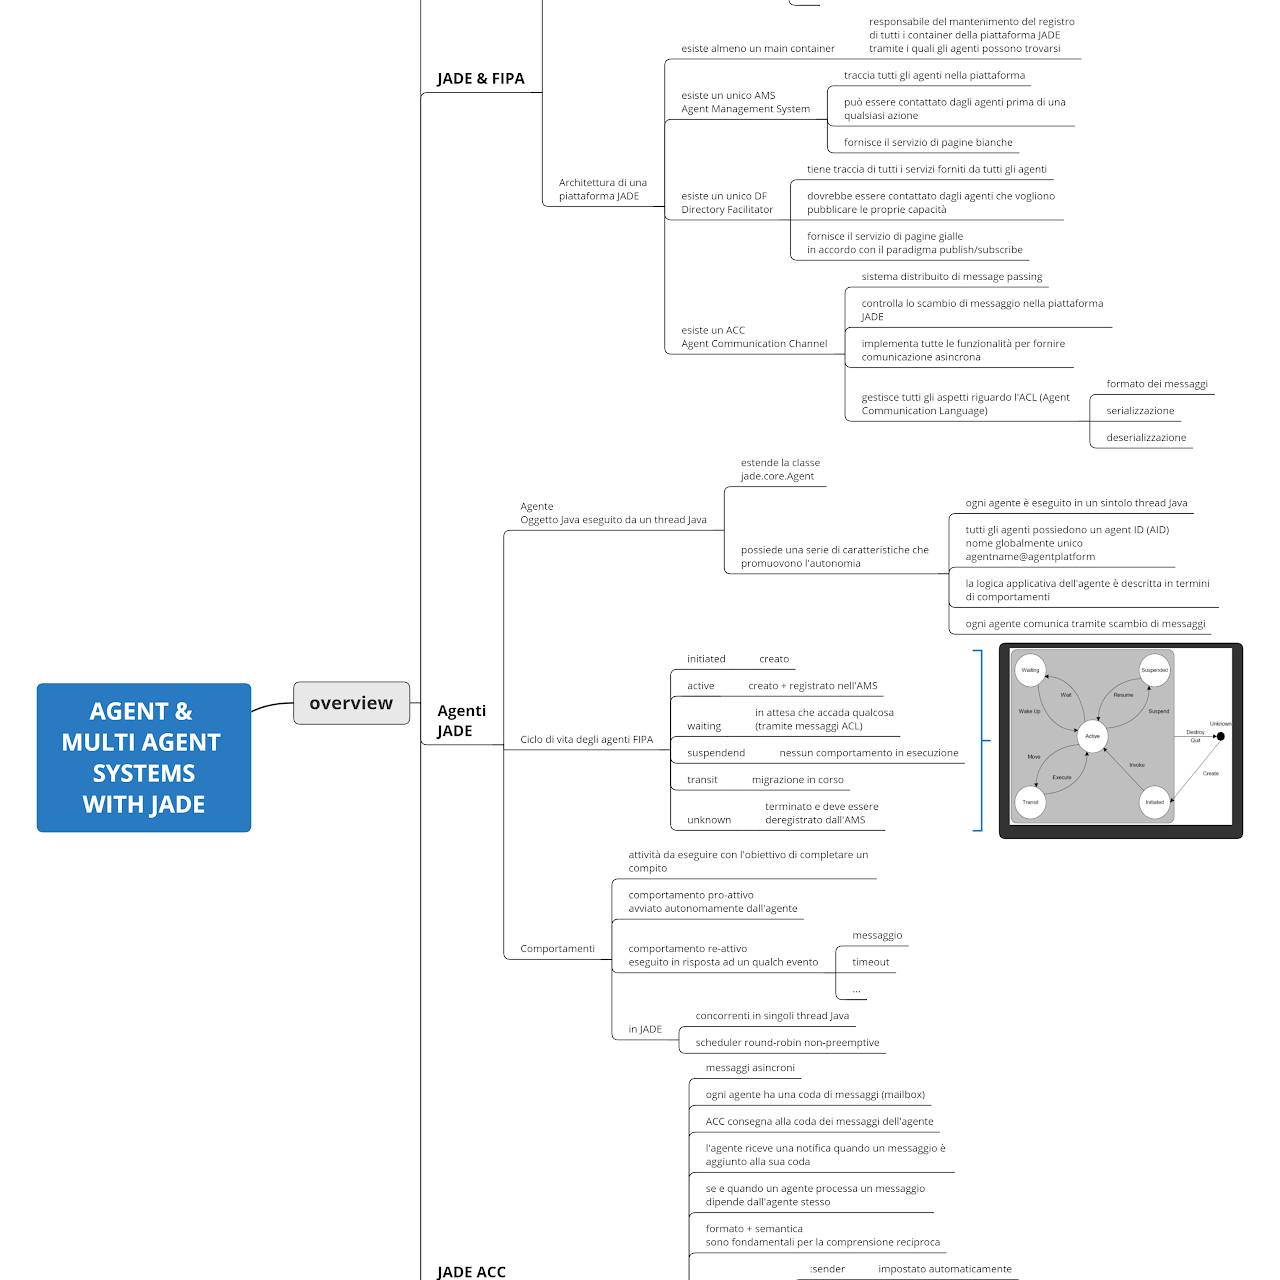 AGENT &
MULTI AGENT
SYSTEMS
WITH JADE
overview
JADE & FIPA
Architettura di una
piattaforma JADE
esiste almeno un main container
responsabile del mantenimento del registro
di tutti i container della piattaforma JADE
tramite i quali gli agenti possono trovarsi
esiste un unico AMS
Agent Management System
traccia tutti gli agenti nella piattaforma
può essere contattato dagli agenti prima di una
qualsiasi azione
fornisce il servizio di pagine bianche
esiste un unico DF
Directory Facilitator
tiene traccia di tutti i servizi forniti da tutti gli agenti
dovrebbe essere contattato dagli agenti che vogliono
pubblicare le proprie capacità
fornisce il servizio di pagine gialle
in accordo con il paradigma publish/subscribe
esiste un ACC
Agent Communication Channel
sistema distribuito di message passing
controlla lo scambio di messaggio nella piattaforma
JADE
implementa tutte le funzionalità per fornire
comunicazione asincrona
gestisce tutti gli aspetti riguardo l'ACL (Agent
Communication Language)
formato dei messaggi
serializzazione
deserializzazione
Agenti
JADE
Agente
Oggetto Java eseguito da un thread Java
estende la classe
jade.core.Agent
possiede una serie di caratteristiche che
promuovono l'autonomia
ogni agente è eseguito in un sintolo thread Java
tutti gli agenti possiedono un agent ID (AID)
nome globalmente unico
agentname@agentplatform
la logica applicativa dell'agente è descritta in termini
di comportamenti
ogni agente comunica tramite scambio di messaggi
Ciclo di vita degli agenti FIPA
initiated
creato
active
creato + registrato nell'AMS
waiting
in attesa che accada qualcosa
(tramite messaggi ACL)
suspendend
nessun comportamento in esecuzione
transit
migrazione in corso
unknown
terminato e deve essere
deregistrato dall'AMS
Waiting
Suspended
Wait
Resume
Wake Up
Suspend
Unknown
Active
Destroy
Quit
Move
Invoke
Execute
Create
Transit
Initiated
Comportamenti
attività da eseguire con l'obiettivo di completare un
compito
comportamento pro-attivo
avviato autonomamente dall'agente
comportamento re-attivo
eseguito in risposta ad un qualch evento
messaggio
timeout
...
in JADE
concorrenti in singoli thread Java
scheduler round-robin non-preemptive
JADE ACC
messaggi asincroni
ogni agente ha una coda di messaggi (mailbox)
ACC consegna alla coda dei messaggi dell'agente
l'agente riceve una notifica quando un messaggio è
aggiunto alla sua coda
se e quando un agente processa un messaggio
dipende dall'agente stesso
formato + semantica
sono fondamentali per la comprensione reciproca
:sender
impostato automaticamente